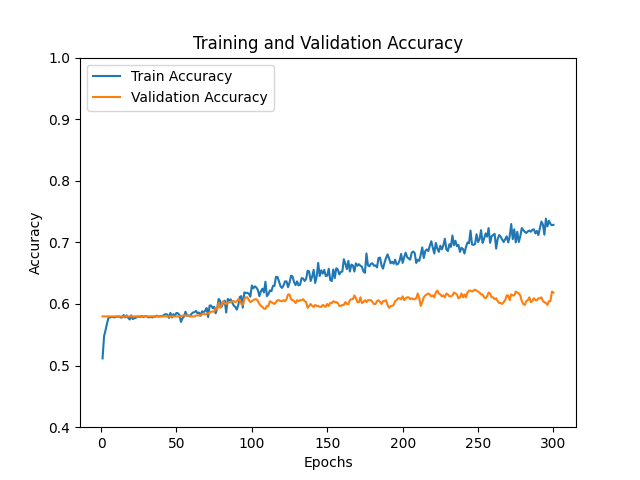 Training and Validation Accuracy
1.0
Train Accuracy
Validation Accuracy
0.9
0.8
0.7
0.6
0.5
0.4
Accuracy
0
50
100
150
200
250
300
Epochs